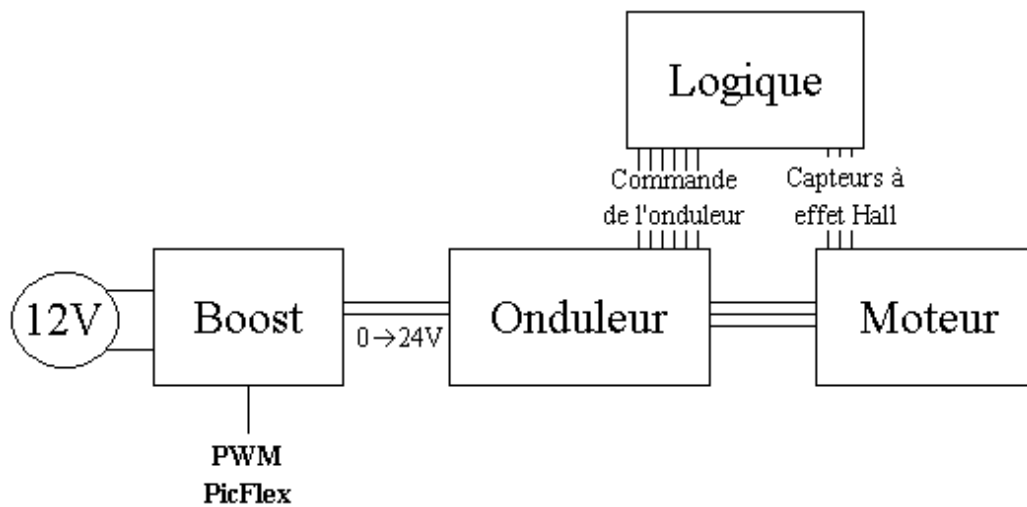 Logique
Commande
de l'onduleur
Capteurs à
effet Hall
12V
Boost
0→24V
Onduleur
Moteur
PWM
PicFlex